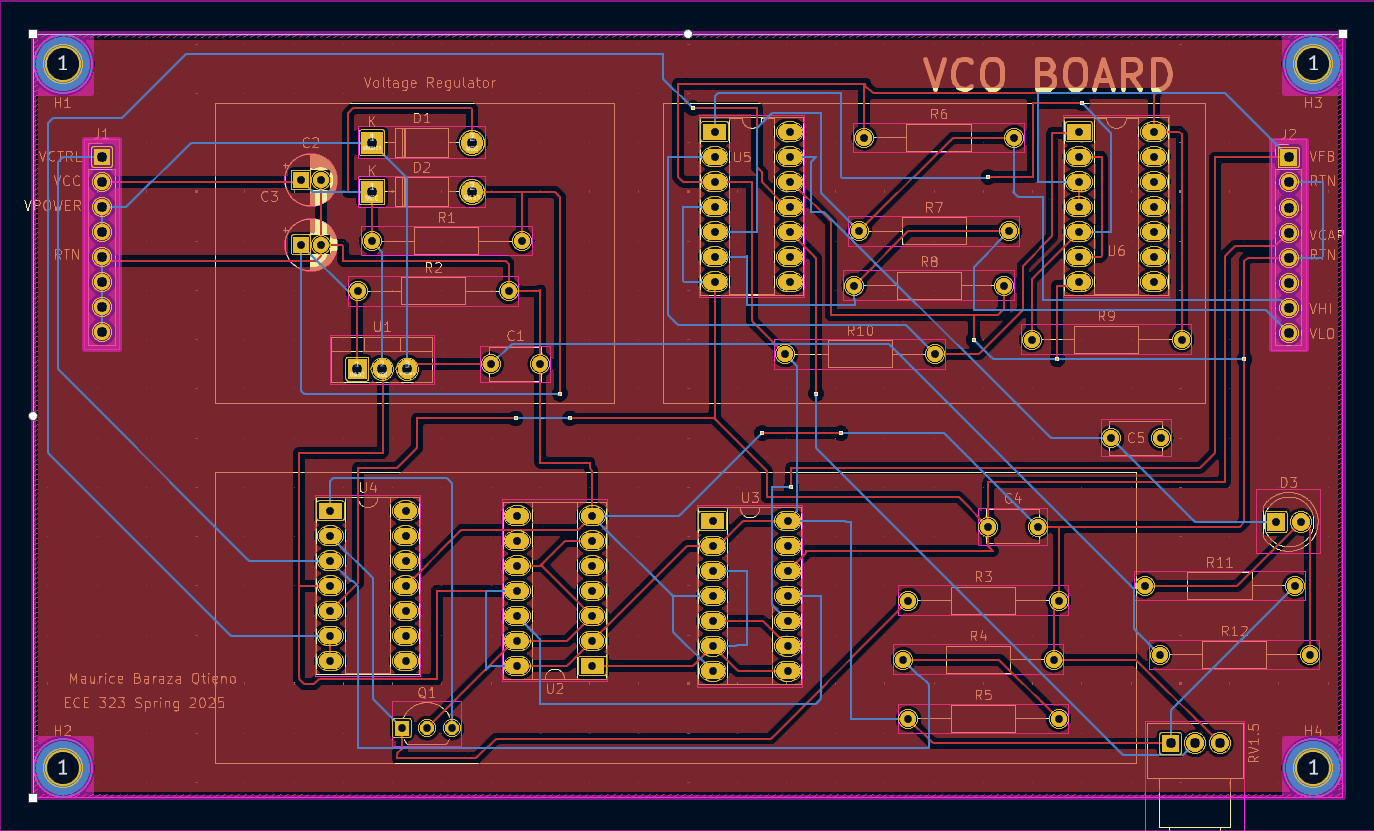 VCO BOARD
1
1
H1
H3
Voltage Regulator
J1
VCTRL
VCC
VPOWER
RTN
C2
C3
K
D1
K
D2
R1
R2
U1
C1
U5
R6
R7
R8
R10
U6
R9
J2
VFB
RTN
VCAP
RTN
VHI
VLO
C5
D3
U4
U3
C4
R11
R3
R12
R4
R5
U2
Q1
RV1.5
Maurice Baraza Otieno
ECE 323 Spring 2025
H2
H4
1
1